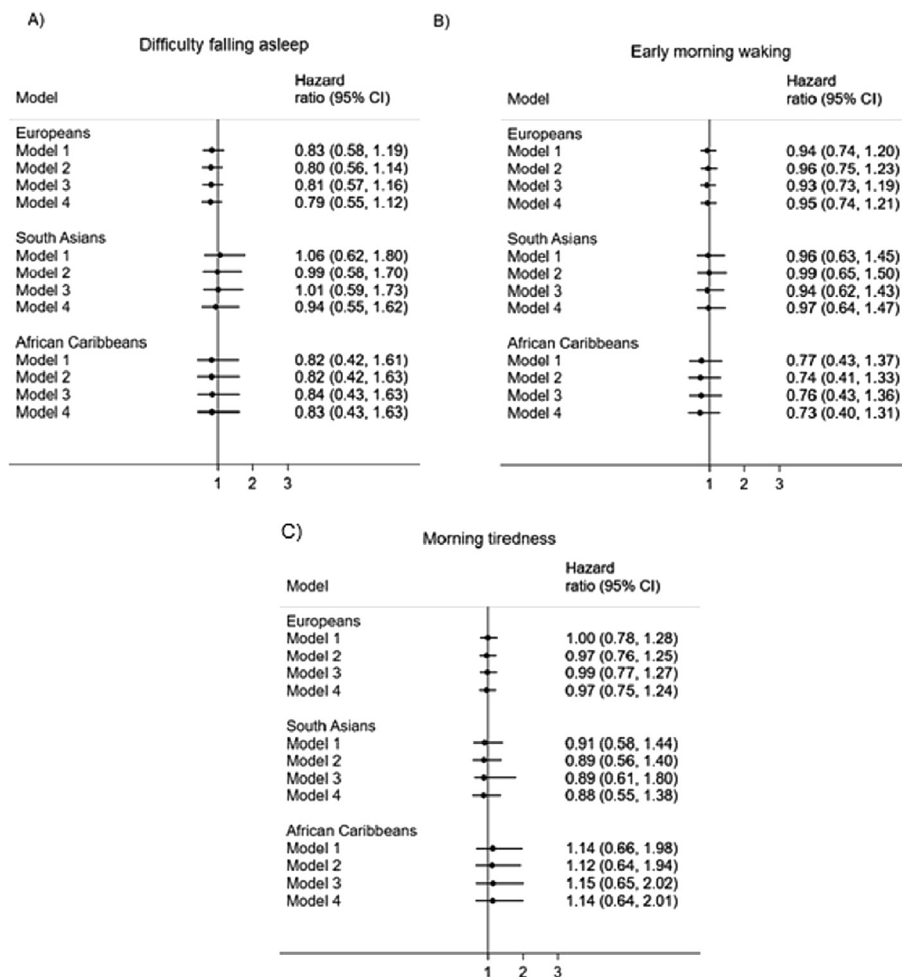 A)
Difficulty falling asleep
Model Hazard ratio (95% CI)
Europeans
Model 1 0.83 (0.58, 1.19)
Model 2 0.80 (0.56, 1.14)
Model 3 0.81 (0.57, 1.16)
Model 4 0.79 (0.55, 1.12)
South Asians
Model 1 1.06 (0.62, 1.80)
Model 2 0.99 (0.58, 1.70)
Model 3 1.01 (0.59, 1.73)
Model 4 0.94 (0.55, 1.62)
African Caribbeans
Model 1 0.82 (0.42, 1.61)
Model 2 0.82 (0.42, 1.63)
Model 3 0.84 (0.43, 1.63)
Model 4 0.83 (0.43, 1.63)
1 2 3
B)
Early morning waking
Model Hazard ratio (95% CI)
Europeans
Model 1 0.94 (0.74, 1.20)
Model 2 0.96 (0.75, 1.23)
Model 3 0.93 (0.73, 1.19)
Model 4 0.95 (0.74, 1.21)
South Asians
Model 1 0.96 (0.63, 1.45)
Model 2 0.99 (0.65, 1.50)
Model 3 0.94 (0.62, 1.43)
Model 4 0.97 (0.64, 1.47)
African Caribbeans
Model 1 0.77 (0.43, 1.37)
Model 2 0.74 (0.41, 1.33)
Model 3 0.76 (0.43, 1.36)
Model 4 0.73 (0.40, 1.31)
1 2 3
C)
Morning tiredness
Model Hazard ratio (95% CI)
Europeans
Model 1 1.00 (0.78, 1.28)
Model 2 0.97 (0.76, 1.25)
Model 3 0.99 (0.77, 1.27)
Model 4 0.97 (0.75, 1.24)
South Asians
Model 1 0.91 (0.58, 1.44)
Model 2 0.89 (0.56, 1.40)
Model 3 0.89 (0.61, 1.80)
Model 4 0.88 (0.55, 1.38)
African Caribbeans
Model 1 1.14 (0.66, 1.98)
Model 2 1.12 (0.64, 1.94)
Model 3 1.15 (0.65, 2.02)
Model 4 1.14 (0.64, 2.01)
1 2 3